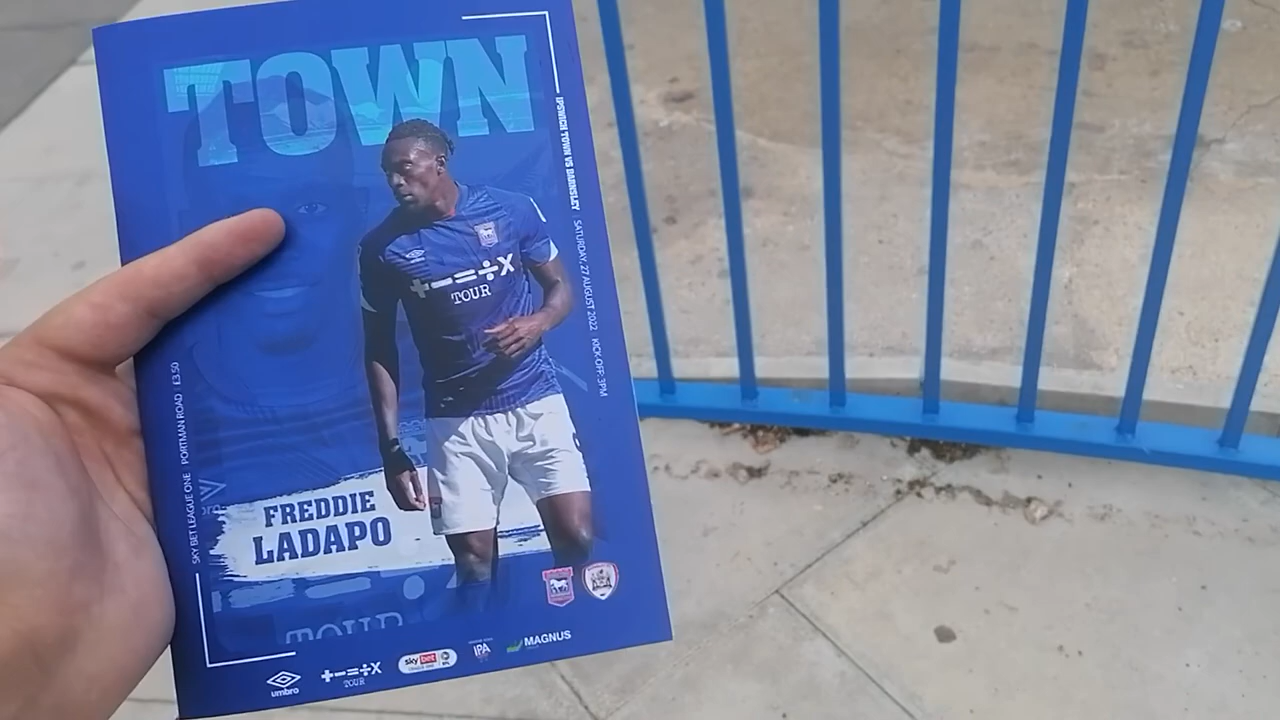 TOWN
IPSWICH TOWN VS BARNSLEY | SATURDAY, 27 AUGUST 2022 | KICK-OFF: 3PM
+−=÷×
TOUR
SKY BET LEAGUE ONE | PORTMAN ROAD | £3.50
FREDDIE
LADAPO
TOUR
umbro
+−=÷×
TOUR
sky bet
IPA
MAGNUS